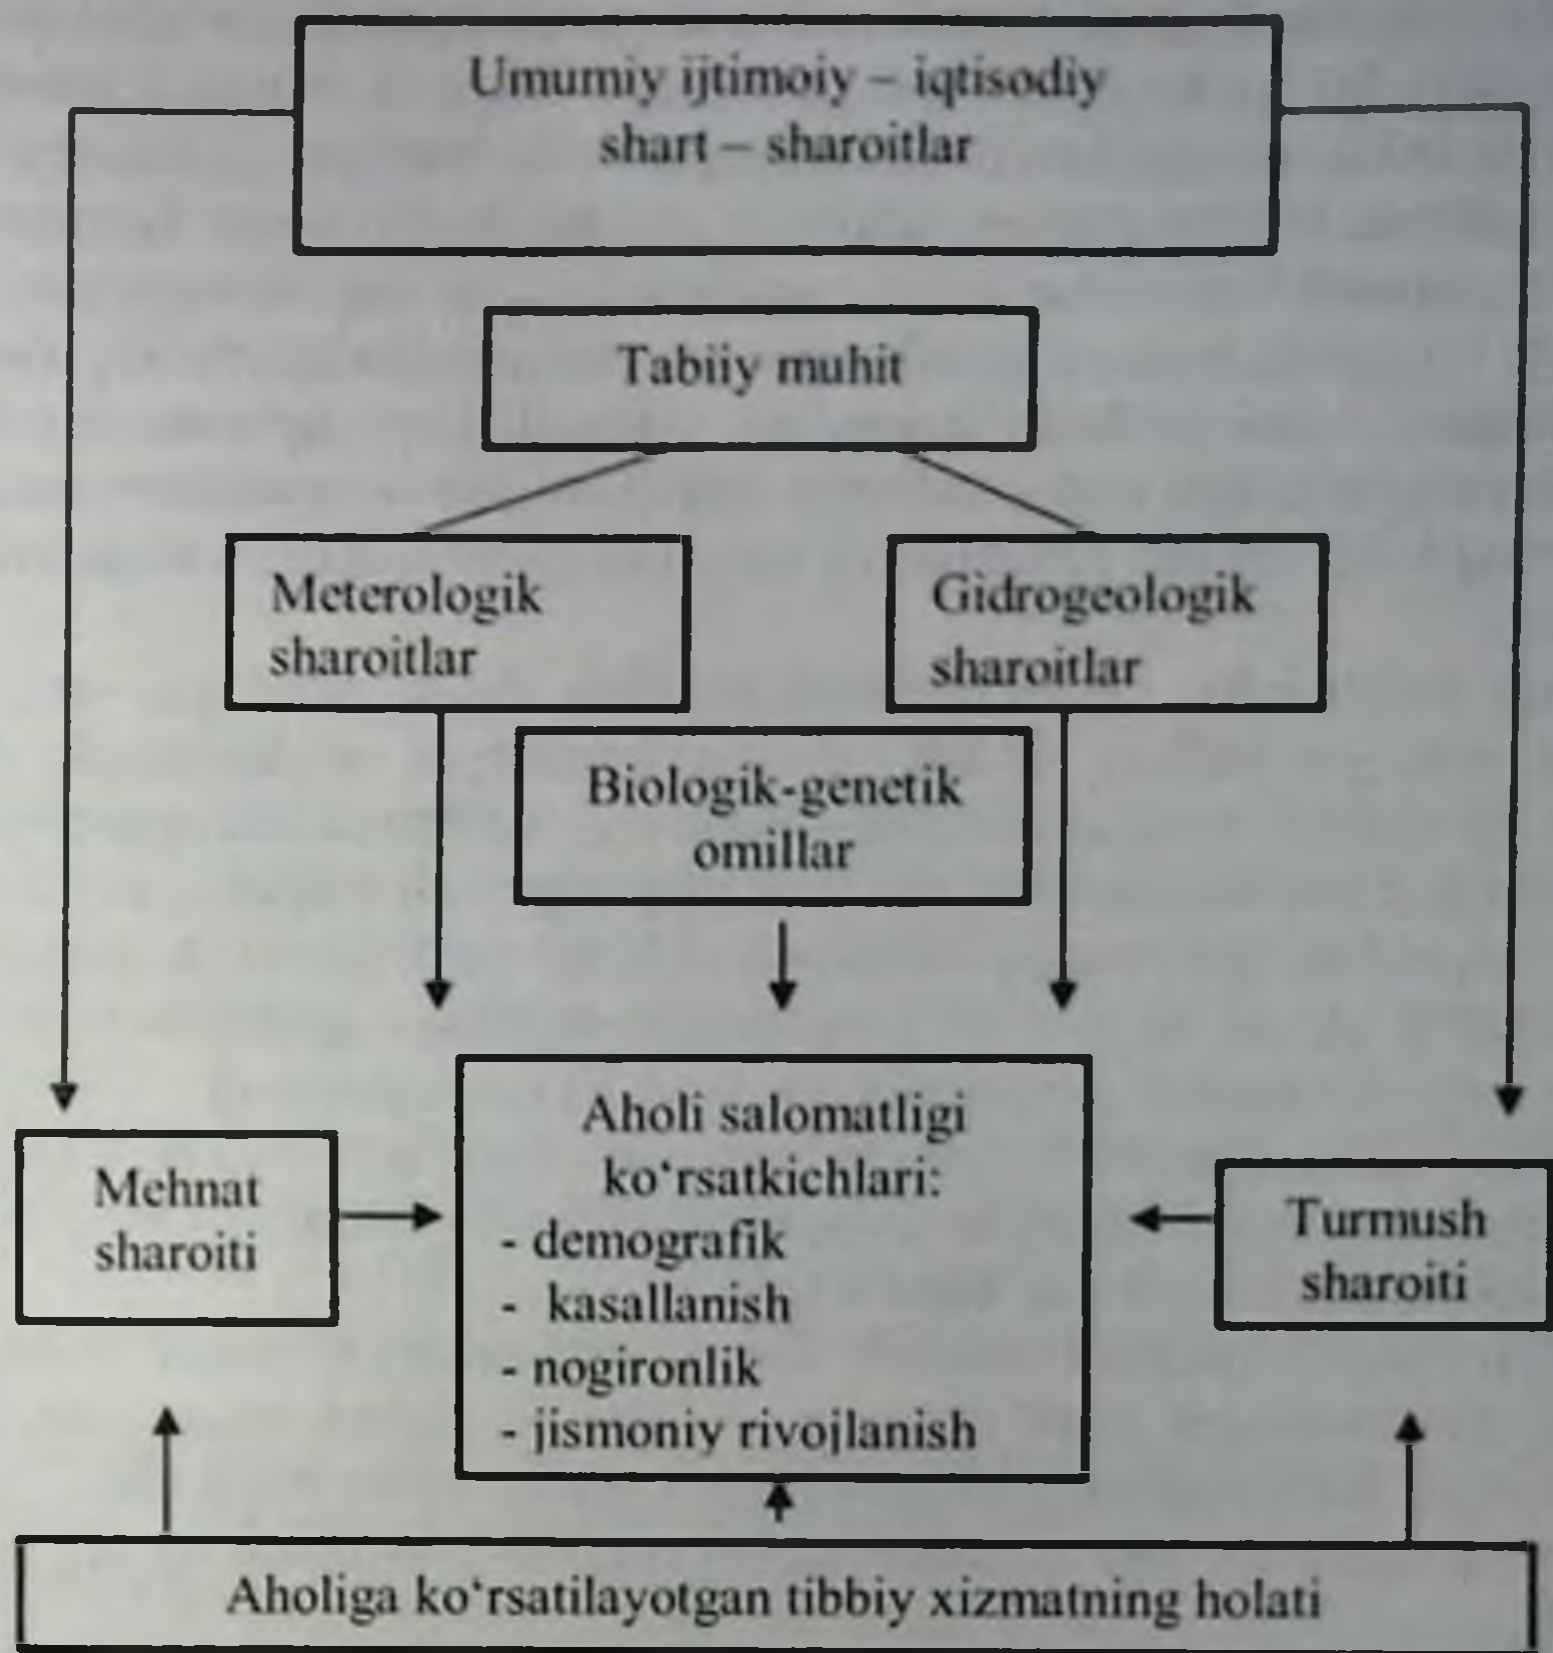 Umumiy ijtimoiy – iqtisodiy
shart – sharoitlar
Tabiiy muhit
Meterologik
sharoitlar
Gidrogeologik
sharoitlar
Biologik-genetik
omillar
Mehnat
sharoiti
Aholi salomatligi
ko‘rsatkichlari:
- demografik
- kasallanish
- nogironlik
- jismoniy rivojlanish
Turmush
sharoiti
Aholiga ko‘rsatilayotgan tibbiy xizmatning holati